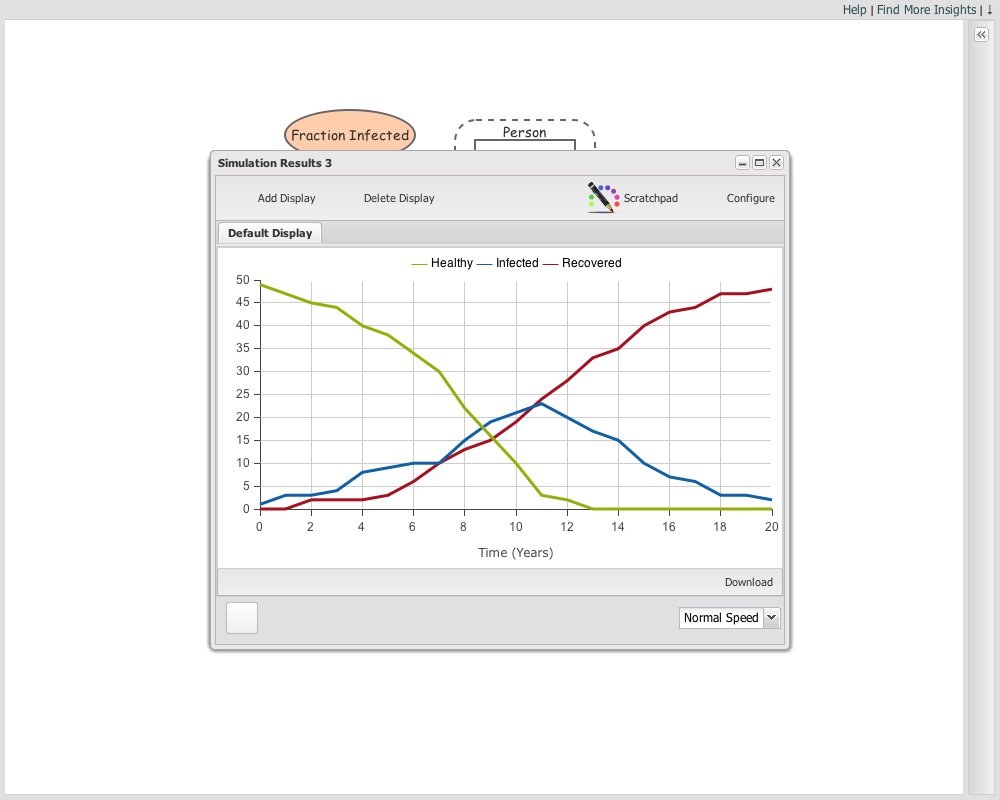 Help | Find More Insights | ↓
Fraction Infected
Person
Simulation Results 3
Add Display Delete Display Scratchpad Configure
Default Display
Healthy Infected Recovered
50
45
40
35
30
25
20
15
10
5
0
0 2 4 6 8 10 12 14 16 18 20
Time (Years)
Download
Normal Speed